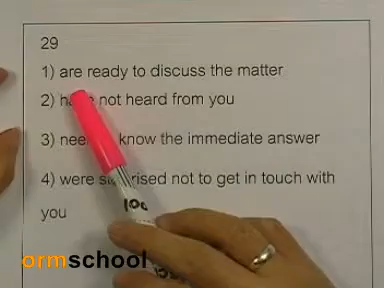 29
1) are ready to discuss the matter
2) not heard from you
3) know the immediate answer
4) were not to get in touch with
you
ormschool